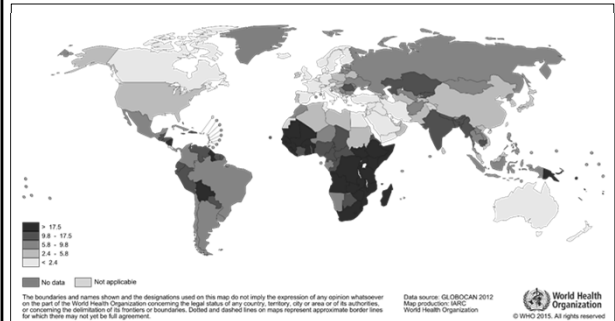 > 17.5
9.8 - 17.5
5.8 - 9.8
2.4 - 5.8
< 2.4
No data
Not applicable
The boundaries and names shown and the designations used on this map do not imply the expression of any opinion whatsoever
on the part of the World Health Organization concerning the legal status of any country, territory, city or area or of its authorities,
or concerning the delimitation of its frontiers or boundaries. Dotted and dashed lines on maps represent approximate border lines
for which there may not yet be full agreement.
Data source: GLOBOCAN 2012
Map production: IARC
World Health Organization
World Health
Organization
© WHO 2015. All rights reserved